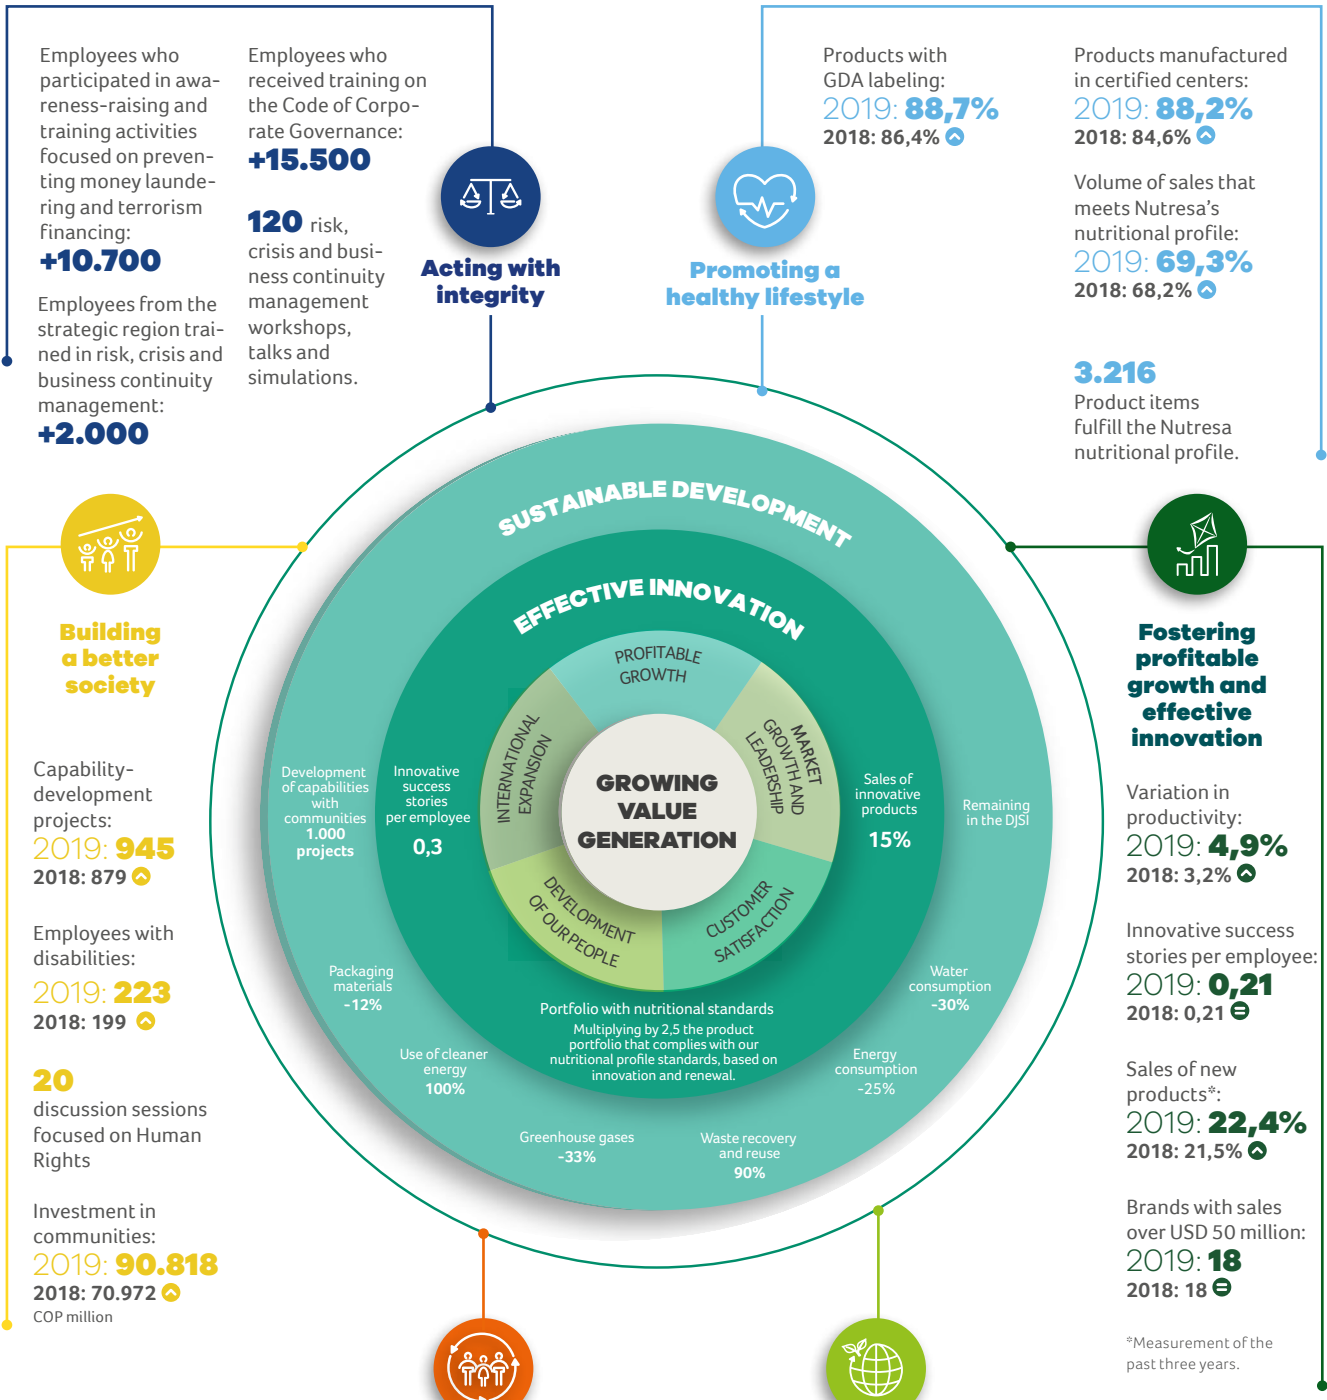 Employees who
participated in awa-
reness-raising and
training activities
focused on preven-
ting money launde-
ring and terrorism
financing:
+10.700
Employees from the
strategic region trai-
ned in risk, crisis and
business continuity
management:
+2.000
Employees who
received training on
the Code of Corpo-
rate Governance:
+15.500
120 risk,
crisis and busi-
ness continuity
management
workshops,
talks and
simulations.
Acting with
integrity
Promoting a
healthy lifestyle
Products with
GDA labeling:
2019: 88,7%
2018: 86,4%
Products manufactured
in certified centers:
2019: 88,2%
2018: 84,6%
Volume of sales that
meets Nutresa's
nutritional profile:
2019: 69,3%
2018: 68,2%
3.216
Product items
fulfill the Nutresa
nutritional profile.
Building
a better
society
Capability-
development
projects:
2019: 945
2018: 879
Employees with
disabilities:
2019: 223
2018: 199
20
discussion sessions
focused on Human
Rights
Investment in
communities:
2019: 90.818
2018: 70.972
COP million
SUSTAINABLE DEVELOPMENT
EFFECTIVE INNOVATION
PROFITABLE
GROWTH
MARKET
GROWTH AND
LEADERSHIP
CUSTOMER
SATISFACTION
DEVELOPMENT
OF OUR PEOPLE
INTERNATIONAL
EXPANSION
GROWING
VALUE
GENERATION
Development
of capabilities
with
communities
1.000
projects
Innovative
success
stories
per employee
0,3
Sales of
innovative
products
15%
Remaining
in the DJSI
Packaging
materials
-12%
Use of cleaner
energy
100%
Greenhouse gases
-33%
Waste recovery
and reuse
90%
Energy
consumption
-25%
Water
consumption
-30%
Portfolio with nutritional standards
Multiplying by 2,5 the product
portfolio that complies with our
nutritional profile standards, based on
innovation and renewal.
Fostering
profitable
growth and
effective
innovation
Variation in
productivity:
2019: 4,9%
2018: 3,2%
Innovative success
stories per employee:
2019: 0,21
2018: 0,21
Sales of new
products*:
2019: 22,4%
2018: 21,5%
Brands with sales
over USD 50 million:
2019: 18
2018: 18
*Measurement of the
past three years.